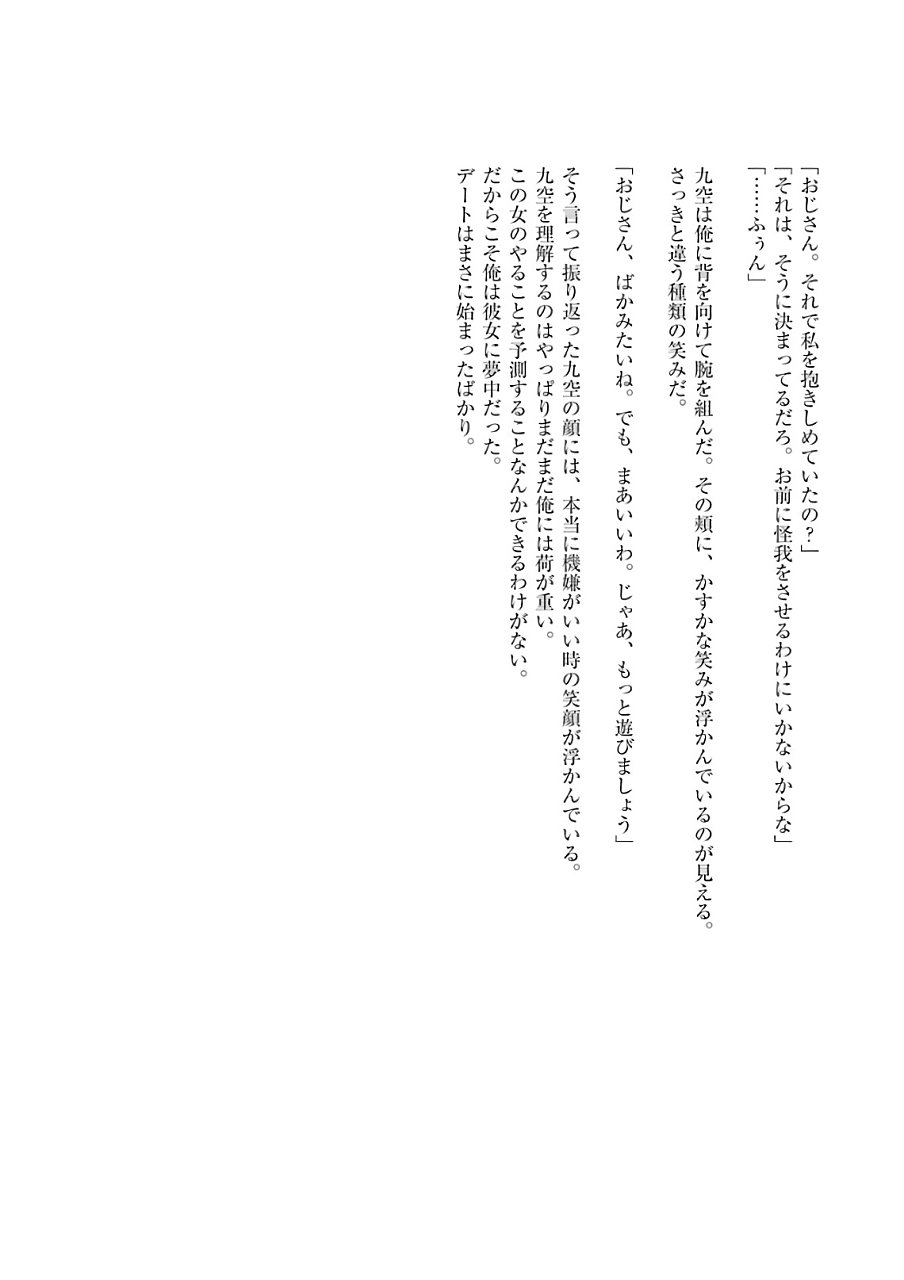 「おじさん。それで私を抱きしめていたの？」
「それは、そうに決まってるだろ。お前に怪我をさせるわけにいかないからな」
「……ふぅん」
九空は俺に背を向けて腕を組んだ。その頬に、かすかな笑みが浮かんでいるのが見える。
さっきと違う種類の笑みだ。
「おじさん、ばかみたいね。でも、まあいいわ。じゃあ、もっと遊びましょう」
そう言って振り返った九空の顔には、本当に機嫌がいい時の笑顔が浮かんでいる。
九空を理解するのはやっぱりまだまだ俺には荷が重い。
この女のやることを予測することなんかできるわけがない。
だからこそ俺は彼女に夢中だった。
デートはまさに始まったばかり。